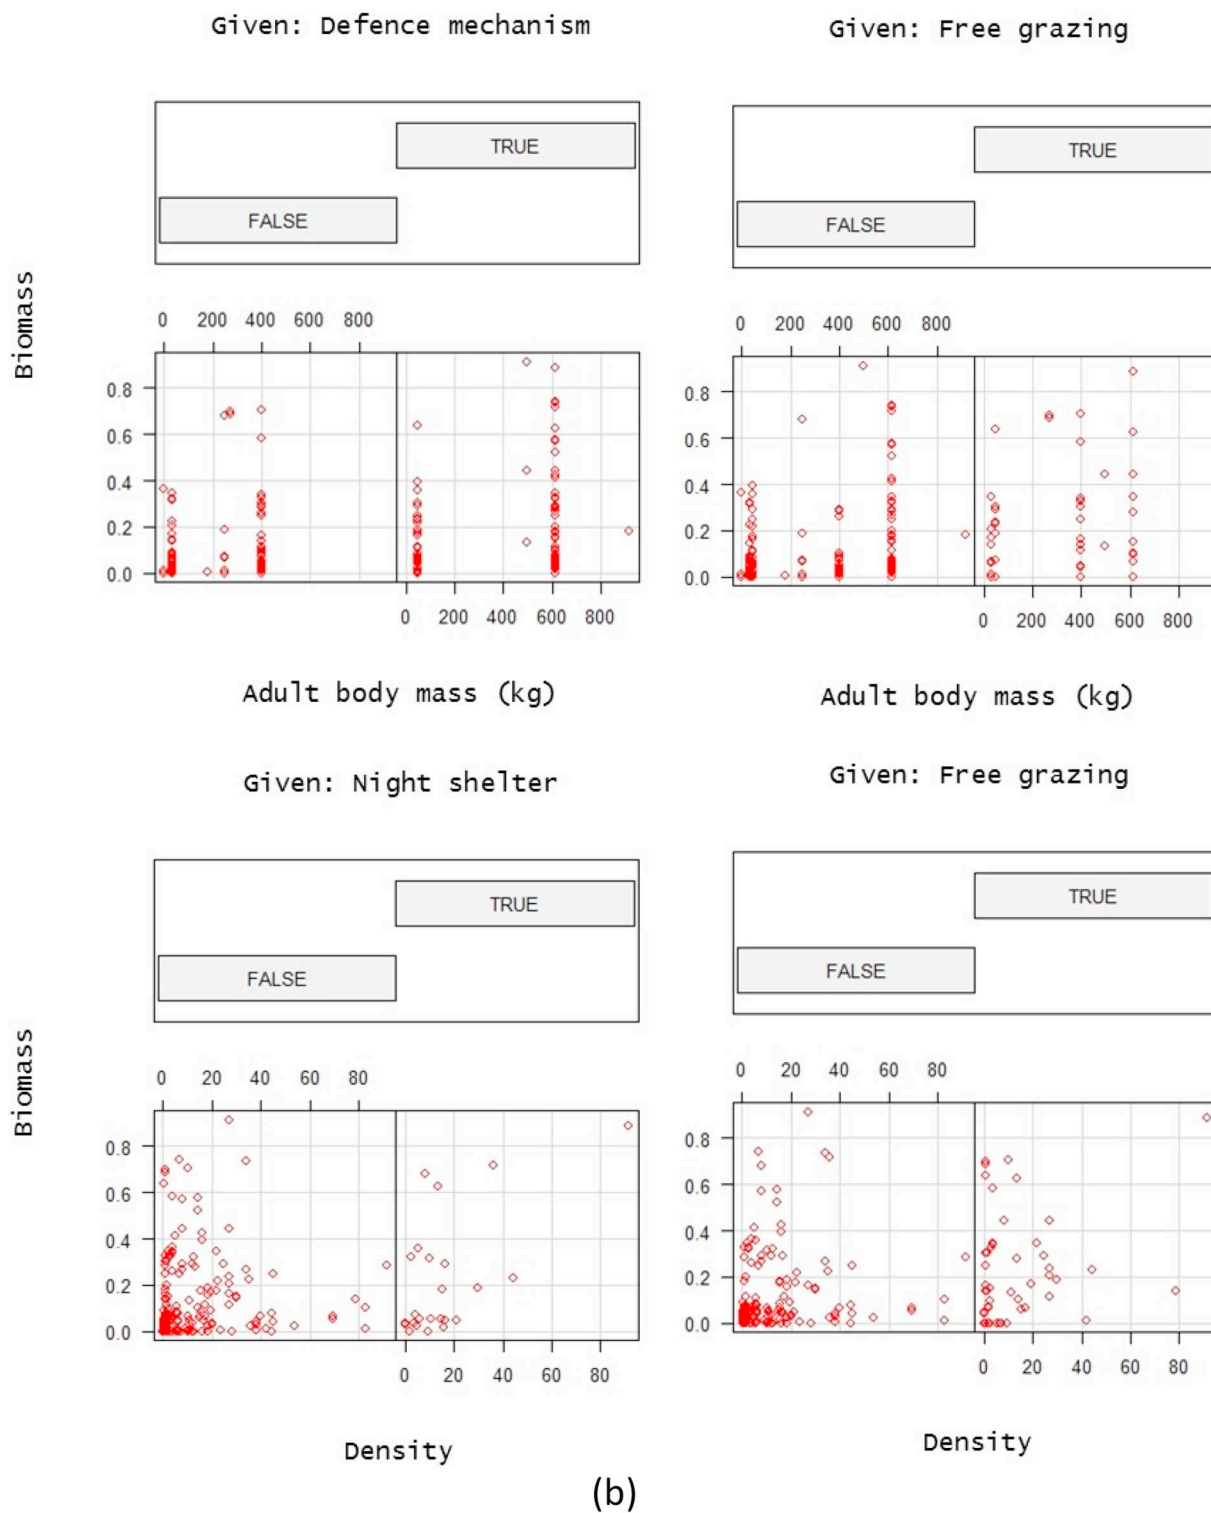 Given: Defence mechanism
Given: Free grazing
TRUE
TRUE
FALSE
FALSE
Biomass
0 200 400 600 800
0 200 400 600 800
0.8
0.6
0.4
0.2
0.0
0.8
0.6
0.4
0.2
0.0
0 200 400 600 800
0 200 400 600 800
Adult body mass (kg)
Adult body mass (kg)
Given: Night shelter
Given: Free grazing
TRUE
TRUE
FALSE
FALSE
Biomass
0 20 40 60 80
0 20 40 60 80
0.8
0.6
0.4
0.2
0.0
0.8
0.6
0.4
0.2
0.0
0 20 40 60 80
0 20 40 60 80
Density
Density
(b)